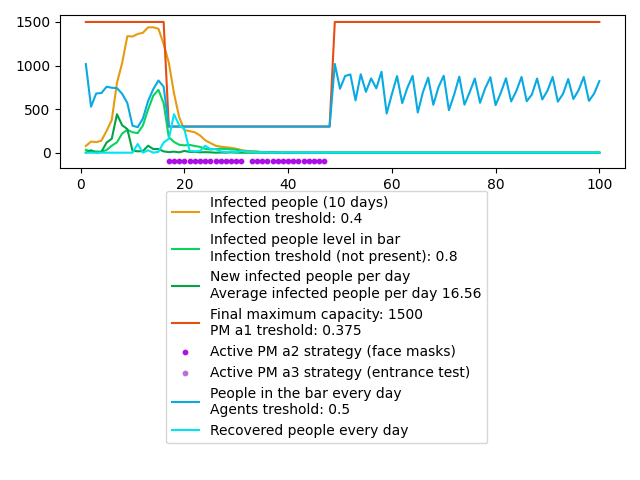 1500
1000
500
0
0
20
40
60
80
100
Infected people (10 days)
Infection treshold: 0.4
Infected people level in bar
Infection treshold (not present): 0.8
New infected people per day
Average infected people per day 16.56
Final maximum capacity: 1500
PM a1 treshold: 0.375
Active PM a2 strategy (face masks)
Active PM a3 strategy (entrance test)
People in the bar every day
Agents treshold: 0.5
Recovered people every day